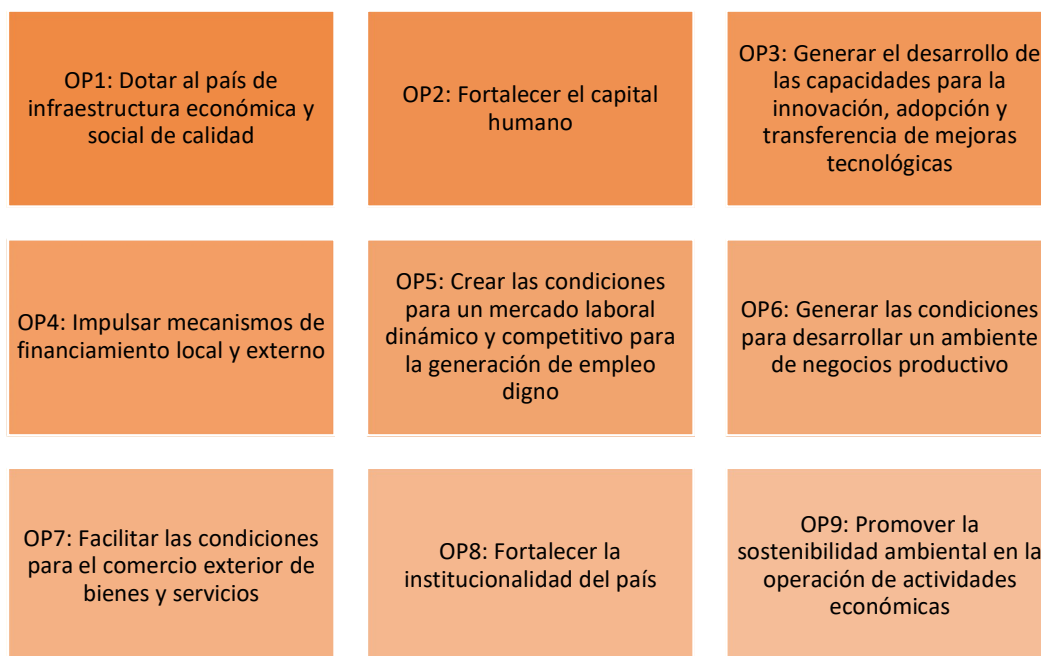 OP1: Dotar al país de
infraestructura económica y
social de calidad
OP2: Fortalecer el capital
humano
OP3: Generar el desarrollo de
las capacidades para la
innovación, adopción y
transferencia de mejoras
tecnológicas
OP4: Impulsar mecanismos de
financiamiento local y externo
OP5: Crear las condiciones
para un mercado laboral
dinámico y competitivo para
la generación de empleo
digno
OP6: Generar las condiciones
para desarrollar un ambiente
de negocios productivo
OP7: Facilitar las condiciones
para el comercio exterior de
bienes y servicios
OP8: Fortalecer la
institucionalidad del país
OP9: Promover la
sostenibilidad ambiental en la
operación de actividades
económicas